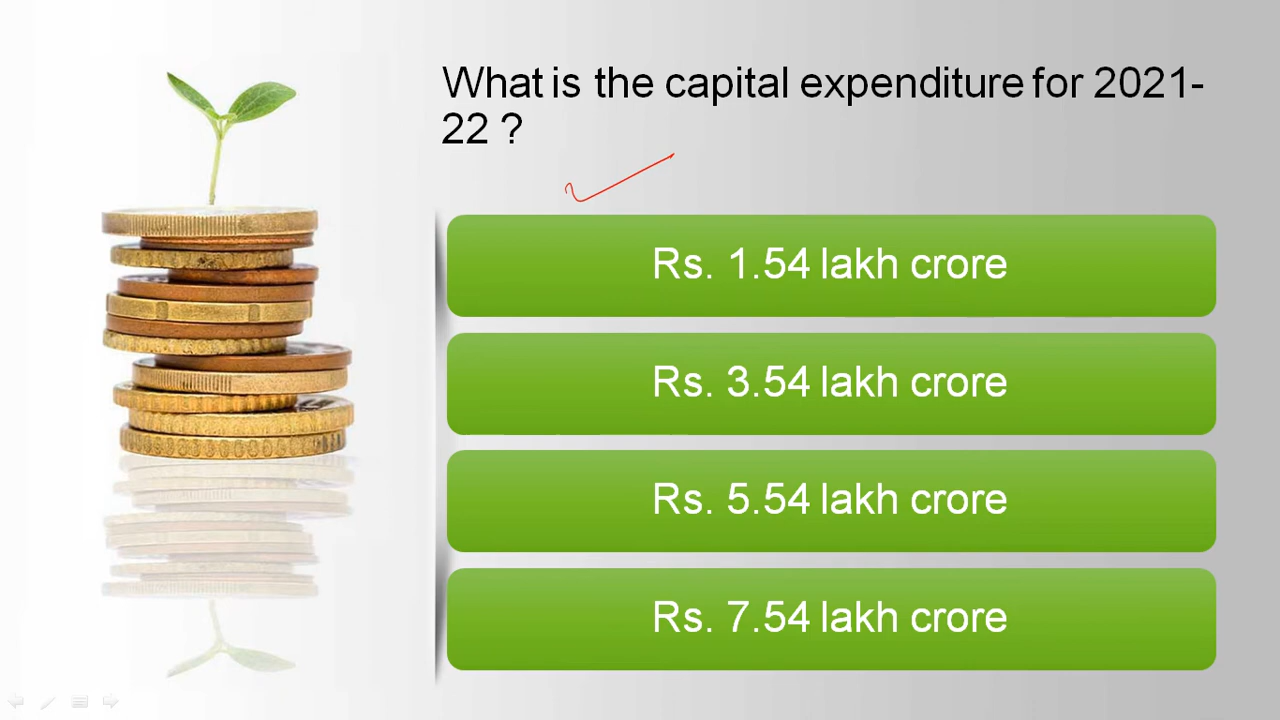 What is the capital expenditure for 2021-
22 ?
Rs. 1.54 lakh crore
Rs. 3.54 lakh crore
Rs. 5.54 lakh crore
Rs. 7.54 lakh crore